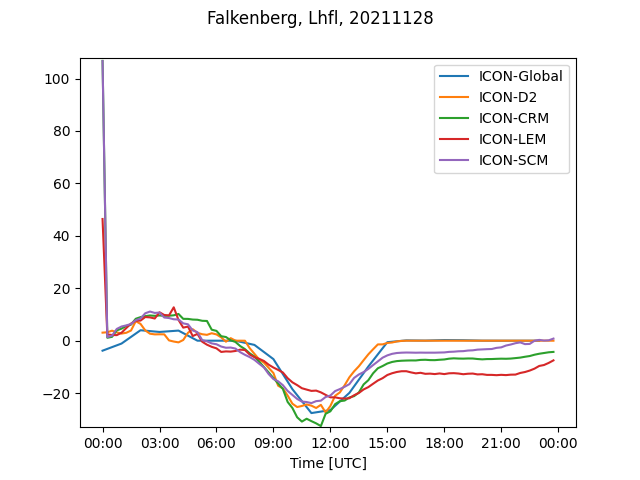 Falkenberg, Lhfl, 20211128
ICON-Global
ICON-D2
ICON-CRM
ICON-LEM
ICON-SCM
100
80
60
40
20
0
−20
00:00 03:00 06:00 09:00 12:00 15:00 18:00 21:00 00:00
Time [UTC]